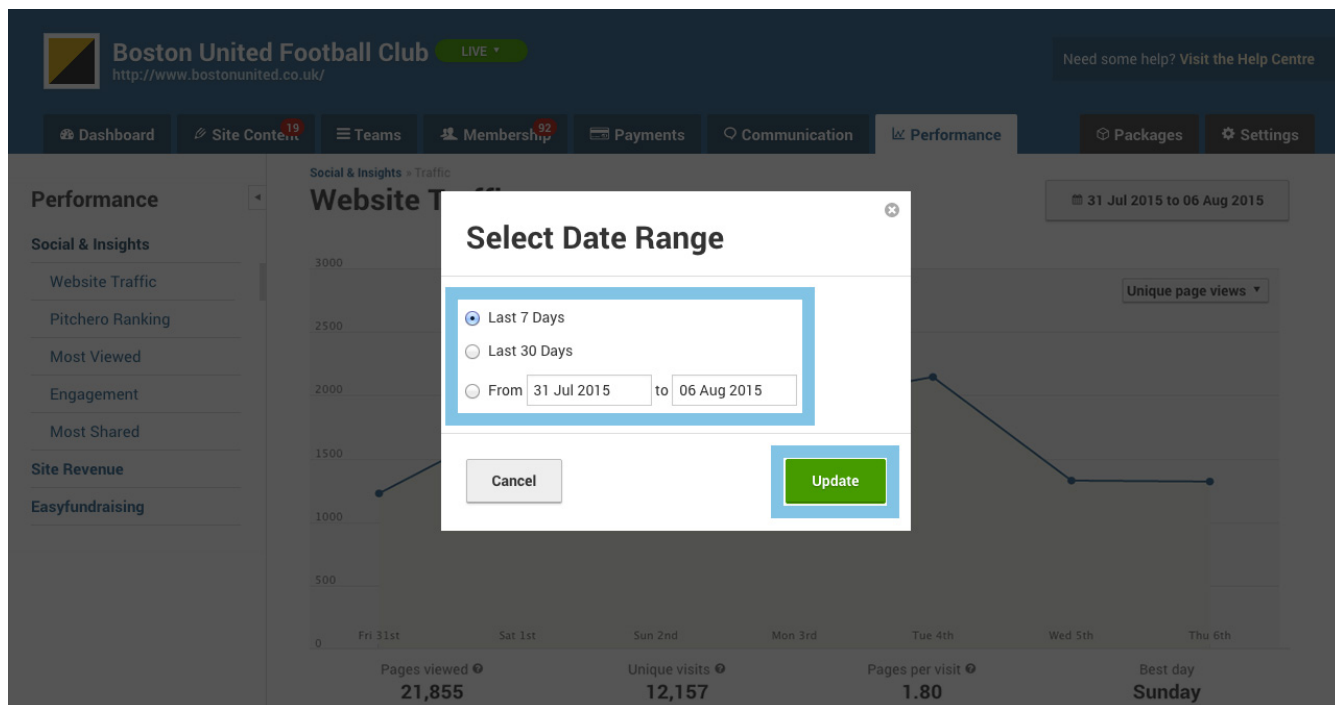 Boston United Football Club LIVE
http://www.bostonunited.co.uk/
Need some help? Visit the Help Centre
Dashboard Site Content 19 Teams Membership 92 Payments Communication Performance Packages Settings
Performance
Social & Insights
Website Traffic
Pitchero Ranking
Most Viewed
Engagement
Most Shared
Site Revenue
Easyfundraising
Social & Insights » Traffic
Website
31 Jul 2015 to 06 Aug 2015
Unique page views
Select Date Range
Last 7 Days
Last 30 Days
From 31 Jul 2015 to 06 Aug 2015
Cancel Update
3000
2500
2000
1500
1000
500
0
Fri 31st Sat 1st Sun 2nd Mon 3rd Tue 4th Wed 5th Thu 6th
Pages viewed Unique visits Pages per visit Best day
21,855 12,157 1.80 Sunday